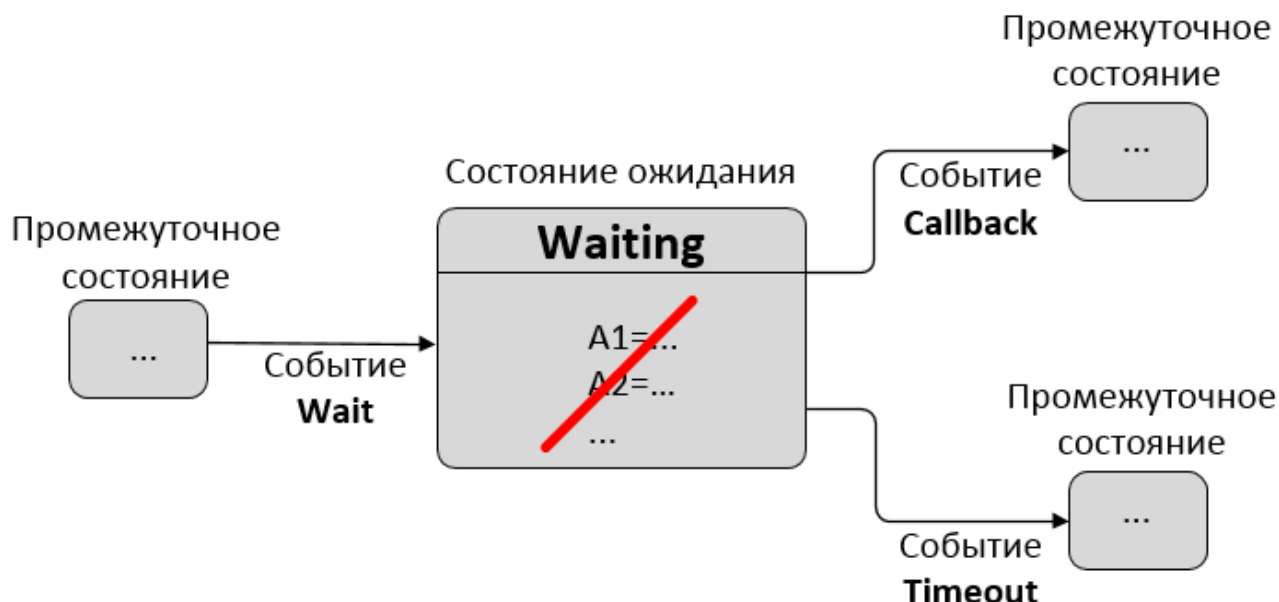 Промежуточное
состояние
...
Событие
Wait
Состояние ожидания
Waiting
A1=...
A2=...
...
Промежуточное
состояние
...
Событие
Callback
Промежуточное
состояние
...
Событие
Timeout